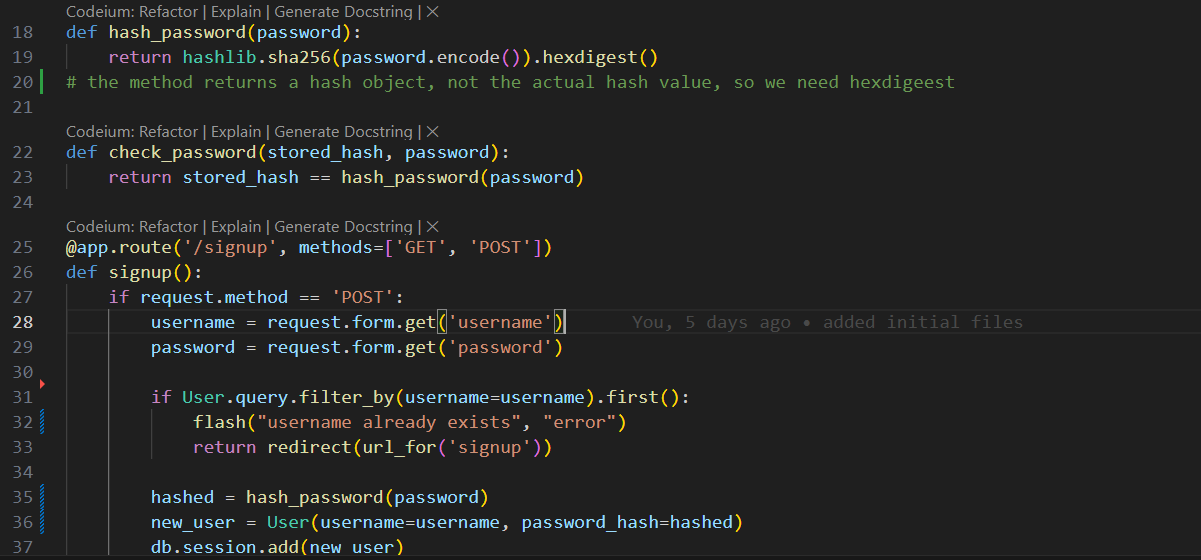 Codeium: Refactor | Explain | Generate Docstring | ✕
18 def hash_password(password):
19     return hashlib.sha256(password.encode()).hexdigest()
20 # the method returns a hash object, not the actual hash value, so we need hexdigeest
21
Codeium: Refactor | Explain | Generate Docstring | ✕
22 def check_password(stored_hash, password):
23     return stored_hash == hash_password(password)
24
Codeium: Refactor | Explain | Generate Docstring | ✕
25 @app.route('/signup', methods=['GET', 'POST'])
26 def signup():
27     if request.method == 'POST':
28         username = request.form.get('username') You, 5 days ago • added initial files
29         password = request.form.get('password')
30
31         if User.query.filter_by(username=username).first():
32             flash("username already exists", "error")
33             return redirect(url_for('signup'))
34
35         hashed = hash_password(password)
36         new_user = User(username=username, password_hash=hashed)
37         db.session.add(new_user)